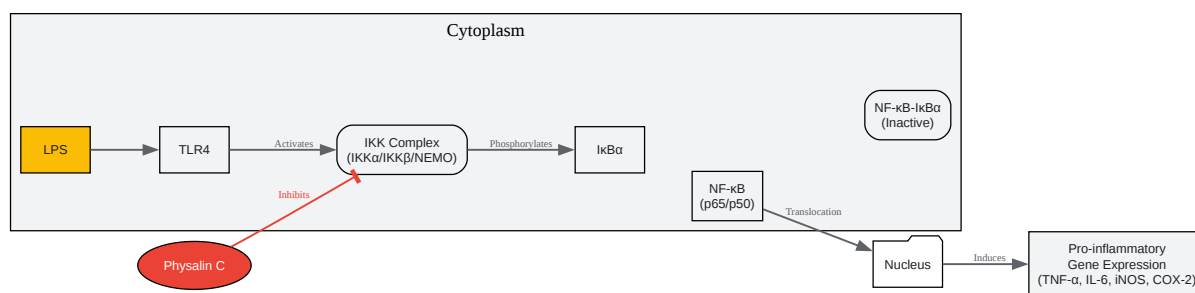 Cytoplasm
LPS
TLR4
Activates
IKK Complex
(IKKα/IKKβ/NEMO)
Phosphorylates
IκBα
NF-κB-IκBα
(Inactive)
Inhibits
Physalin C
NF-κB
(p65/p50)
Translocation
Nucleus
Induces
Pro-inflammatory
Gene Expression
(TNF-α, IL-6, iNOS, COX-2)